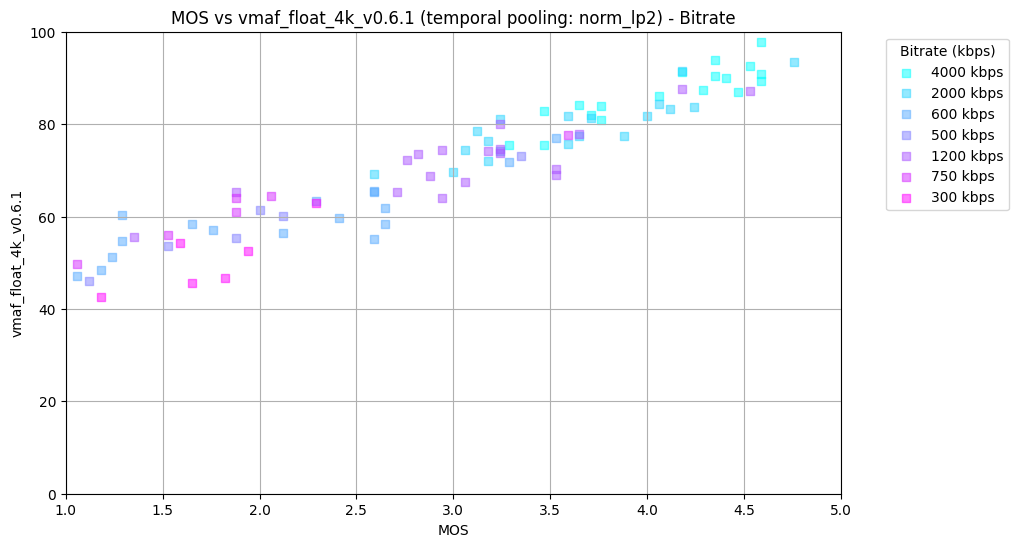 MOS vs vmaf_float_4k_v0.6.1 (temporal pooling: norm_lp2) - Bitrate
vmaf_float_4k_v0.6.1
100
80
60
40
20
0
1.0 1.5 2.0 2.5 3.0 3.5 4.0 4.5 5.0
MOS
Bitrate (kbps)
4000 kbps
2000 kbps
600 kbps
500 kbps
1200 kbps
750 kbps
300 kbps